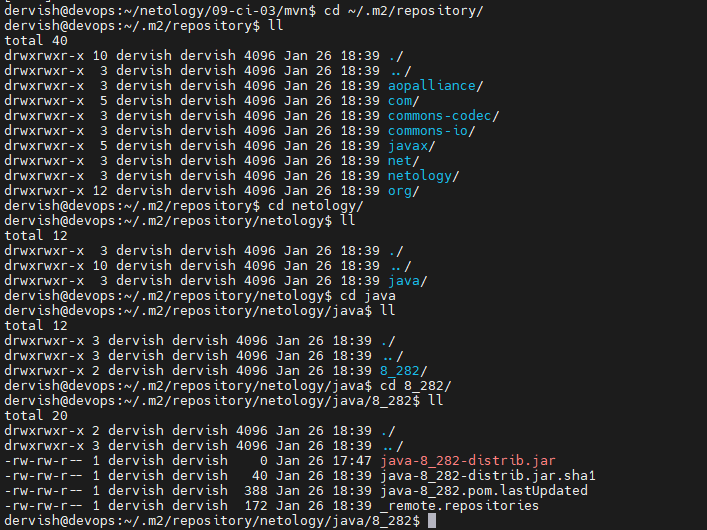 dervish@devops:~/netology/09-ci-03/mvn$ cd ~/.m2/repository/
dervish@devops:~/.m2/repository$ ll
total 40
drwxrwxr-x 10 dervish dervish 4096 Jan 26 18:39 ./
drwxrwxr-x  3 dervish dervish 4096 Jan 26 18:39 ../
drwxrwxr-x  3 dervish dervish 4096 Jan 26 18:39 aopalliance/
drwxrwxr-x  5 dervish dervish 4096 Jan 26 18:39 com/
drwxrwxr-x  3 dervish dervish 4096 Jan 26 18:39 commons-codec/
drwxrwxr-x  3 dervish dervish 4096 Jan 26 18:39 commons-io/
drwxrwxr-x  5 dervish dervish 4096 Jan 26 18:39 javax/
drwxrwxr-x  3 dervish dervish 4096 Jan 26 18:39 net/
drwxrwxr-x  3 dervish dervish 4096 Jan 26 18:39 netology/
drwxrwxr-x 12 dervish dervish 4096 Jan 26 18:39 org/
dervish@devops:~/.m2/repository$ cd netology/
dervish@devops:~/.m2/repository/netology$ ll
total 12
drwxrwxr-x  3 dervish dervish 4096 Jan 26 18:39 ./
drwxrwxr-x 10 dervish dervish 4096 Jan 26 18:39 ../
drwxrwxr-x  3 dervish dervish 4096 Jan 26 18:39 java/
dervish@devops:~/.m2/repository/netology$ cd java
dervish@devops:~/.m2/repository/netology/java$ ll
total 12
drwxrwxr-x 3 dervish dervish 4096 Jan 26 18:39 ./
drwxrwxr-x 3 dervish dervish 4096 Jan 26 18:39 ../
drwxrwxr-x 2 dervish dervish 4096 Jan 26 18:39 8_282/
dervish@devops:~/.m2/repository/netology/java$ cd 8_282/
dervish@devops:~/.m2/repository/netology/java/8_282$ ll
total 20
drwxrwxr-x 2 dervish dervish 4096 Jan 26 18:39 ./
drwxrwxr-x 3 dervish dervish 4096 Jan 26 18:39 ../
-rw-rw-r-- 1 dervish dervish    0 Jan 26 17:47 java-8_282-distrib.jar
-rw-rw-r-- 1 dervish dervish   40 Jan 26 18:39 java-8_282-distrib.jar.sha1
-rw-rw-r-- 1 dervish dervish  388 Jan 26 18:39 java-8_282.pom.lastUpdated
-rw-rw-r-- 1 dervish dervish  172 Jan 26 18:39 _remote.repositories
dervish@devops:~/.m2/repository/netology/java/8_282$